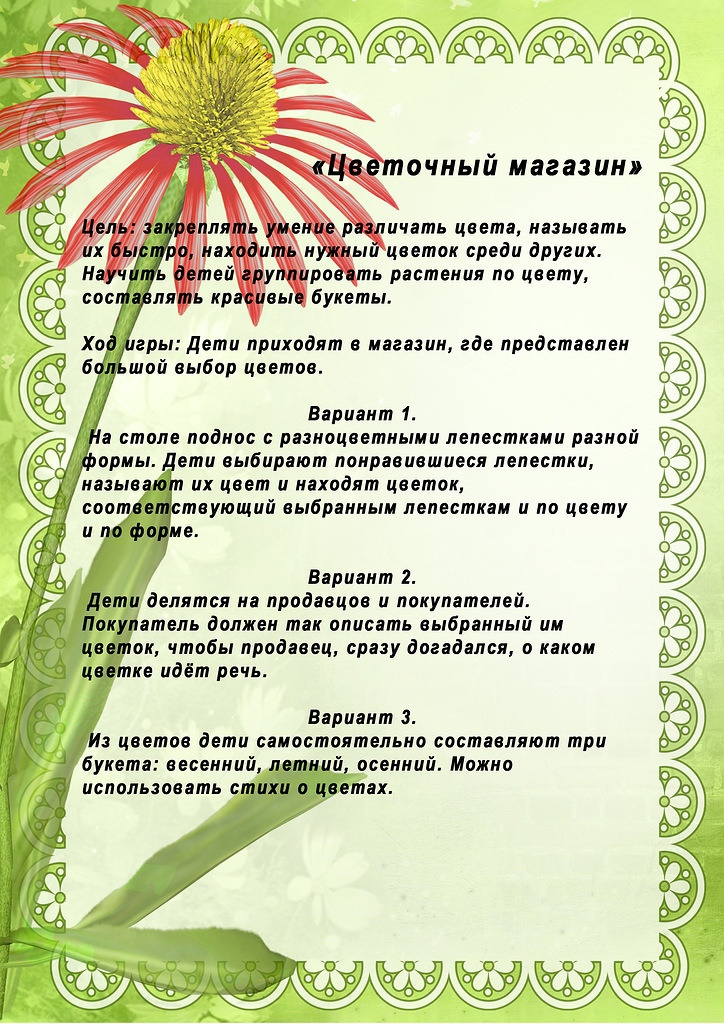 «Цветочный магазин»
Цель: закреплять умение различать цвета, называть
их быстро, находить нужный цветок среди других.
Научить детей группировать растения по цвету,
составлять красивые букеты.
Ход игры: Дети приходят в магазин, где представлен
большой выбор цветов.
Вариант 1.
На столе поднос с разноцветными лепестками разной
формы. Дети выбирают понравившиеся лепестки,
называют их цвет и находят цветок,
соответствующий выбранным лепесткам и по цвету
и по форме.
Вариант 2.
Дети делятся на продавцов и покупателей.
Покупатель должен так описать выбранный им
цветок, чтобы продавец, сразу догадался, о каком
цветке идёт речь.
Вариант 3.
Из цветов дети самостоятельно составляют три
букета: весенний, летний, осенний. Можно
использовать стихи о цветах.